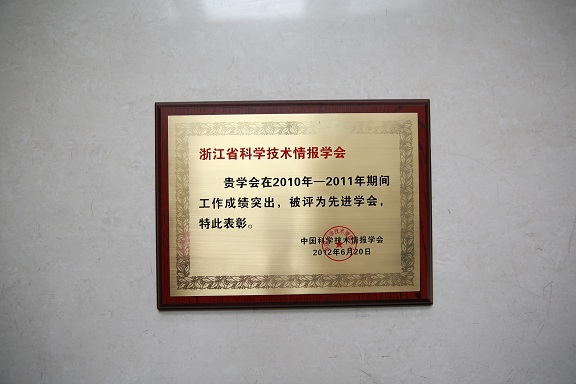 浙江省科学技术情报学会
贵学会在2010年—2011年期间
工作成绩突出，被评为先进学会，
特此表彰。
中国科学技术情报学会
2012年6月20日